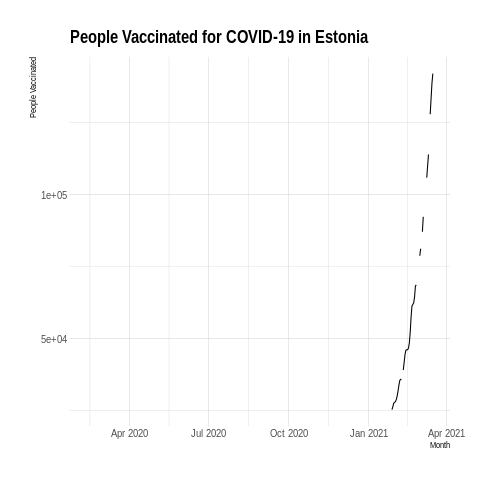 People Vaccinated for COVID-19 in Estonia
People Vaccinated
1e+05
5e+04
Apr 2020 Jul 2020 Oct 2020 Jan 2021 Apr 2021
Month